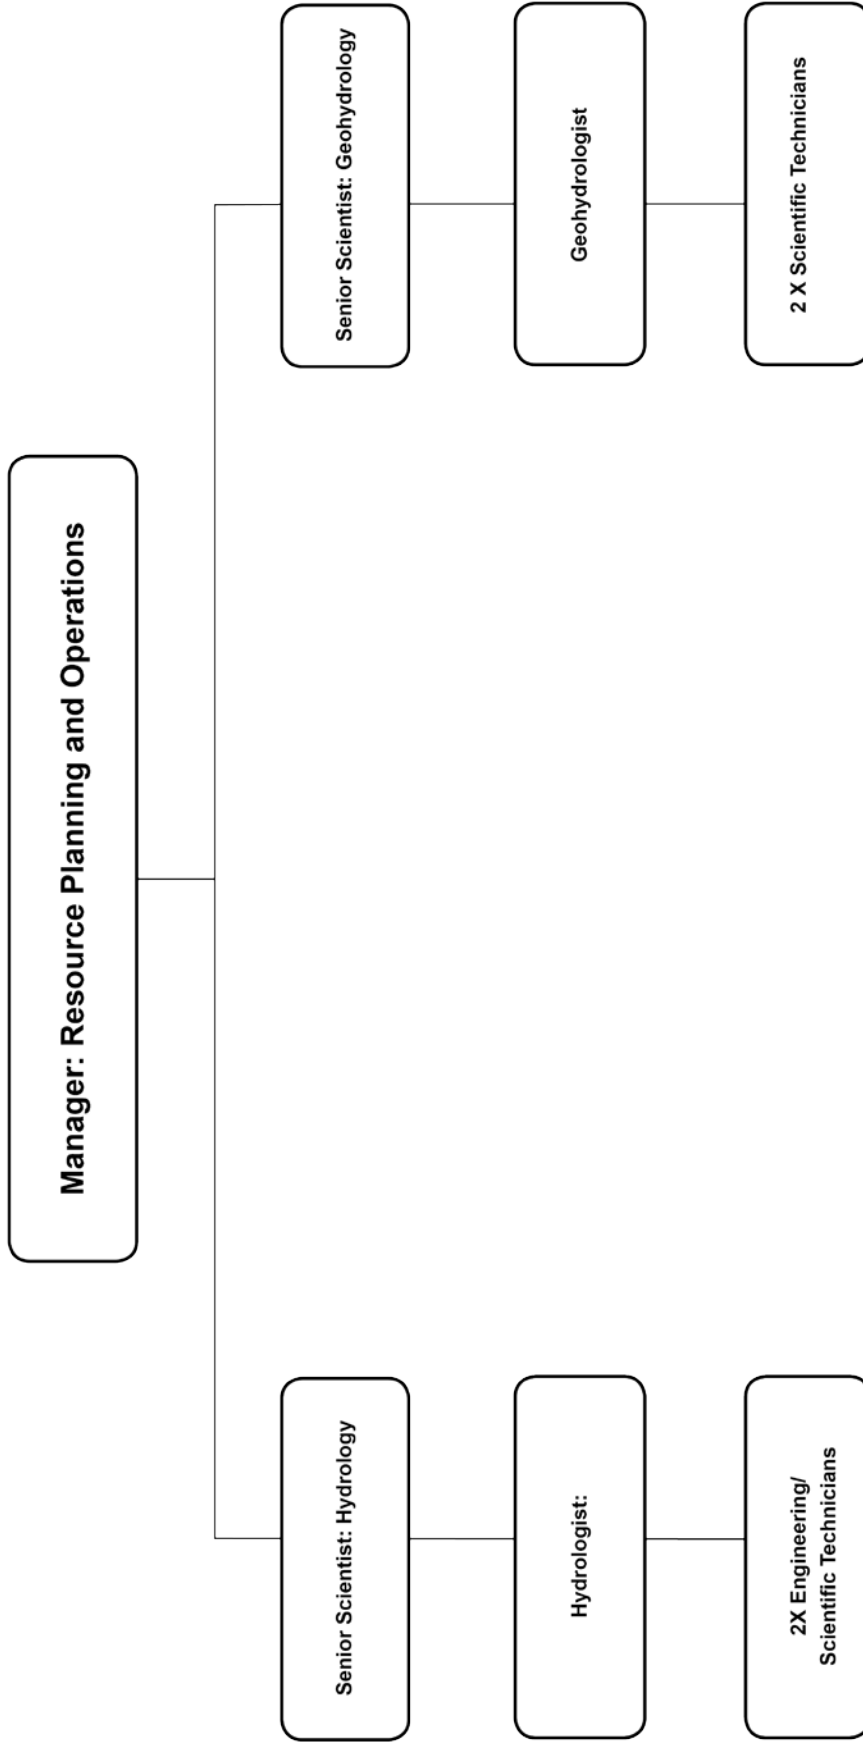 Manager: Resource Planning and Operations
Senior Scientist: Hydrology
Senior Scientist: Geohydrology
Hydrologist:
Geohydrologist
2X Engineering/
Scientific Technicians
2 X Scientific Technicians